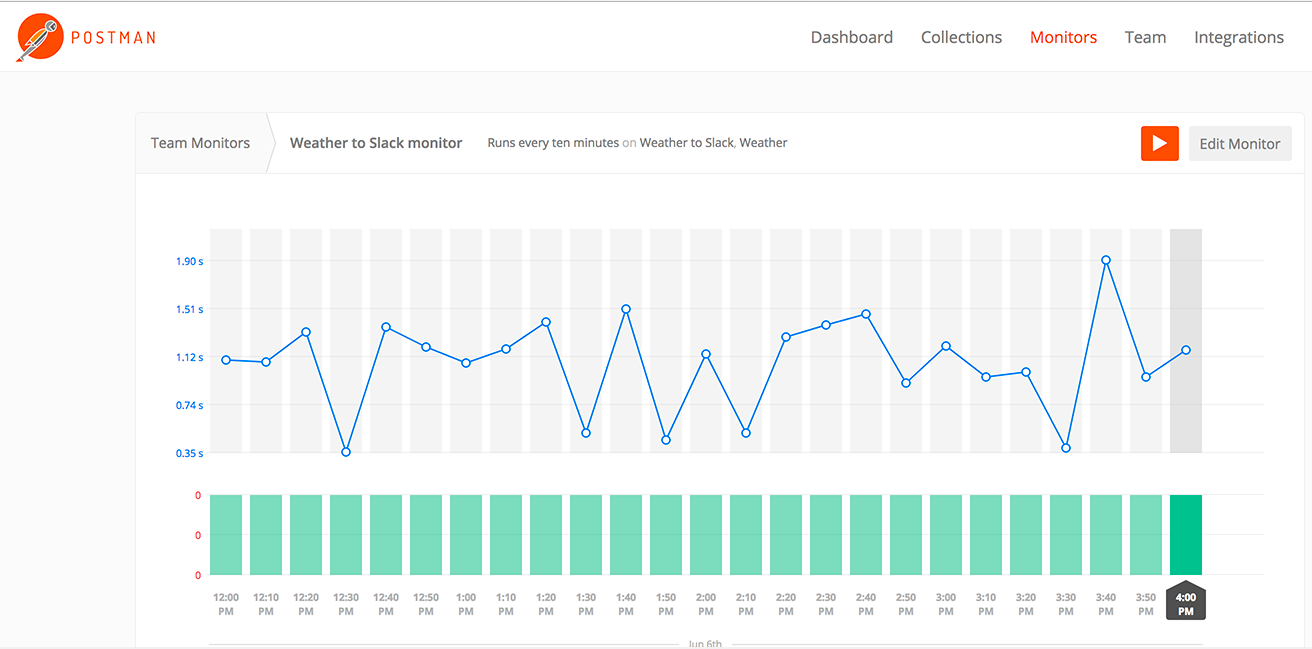 POSTMAN
Dashboard Collections Monitors Team Integrations
Team Monitors Weather to Slack monitor Runs every ten minutes on Weather to Slack, Weather Edit Monitor
1.90 s
1.51 s
1.12 s
0.74 s
0.35 s
0
0
0
12:00 12:10 12:20 12:30 12:40 12:50 1:00 1:10 1:20 1:30 1:40 1:50 2:00 2:10 2:20 2:30 2:40 2:50 3:00 3:10 3:20 3:30 3:40 3:50 4:00
PM PM PM PM PM PM PM PM PM PM PM PM PM PM PM PM PM PM PM PM PM PM PM PM PM
Jun 6th